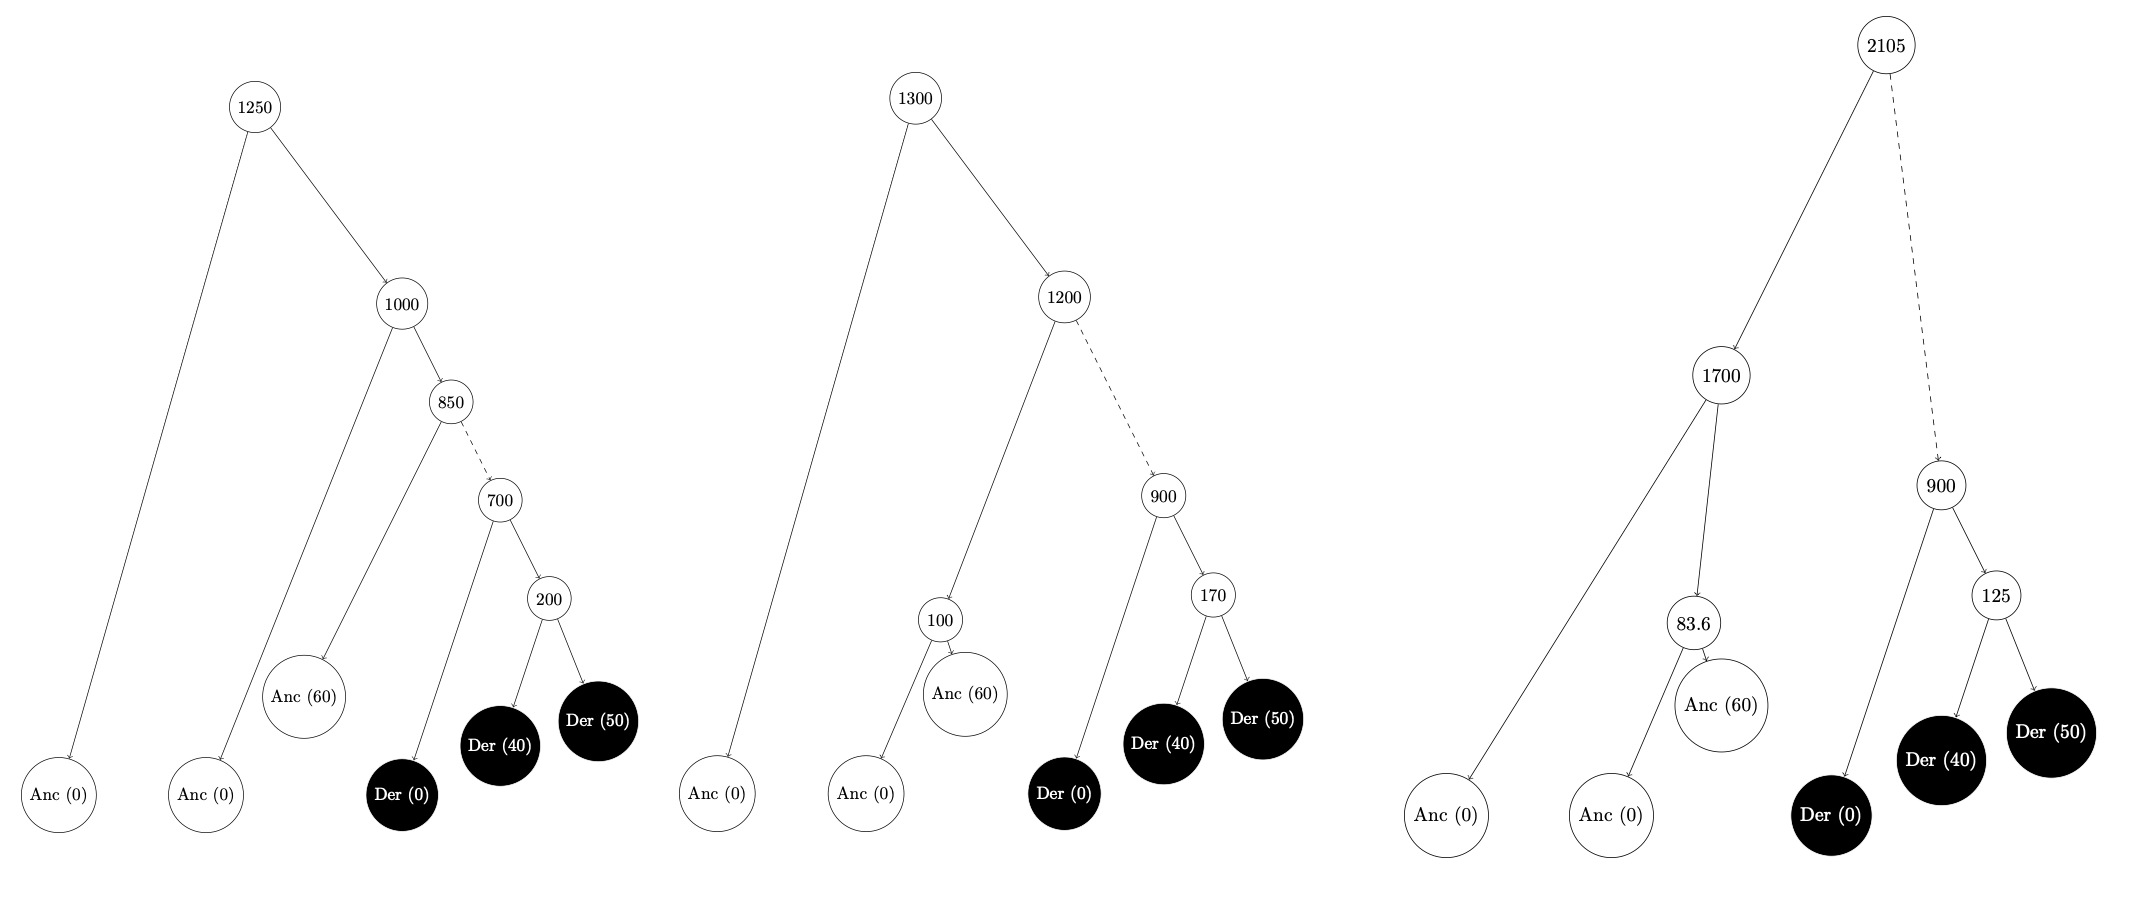 1250
1000
850
700
200
Anc (60)
Der (50)
Der (40)
Anc (0)
Anc (0)
Der (0)
1300
1200
900
170
100
Anc (60)
Der (50)
Der (40)
Anc (0)
Anc (0)
Der (0)
2105
1700
900
125
83.6
Anc (60)
Der (50)
Der (40)
Anc (0)
Anc (0)
Der (0)